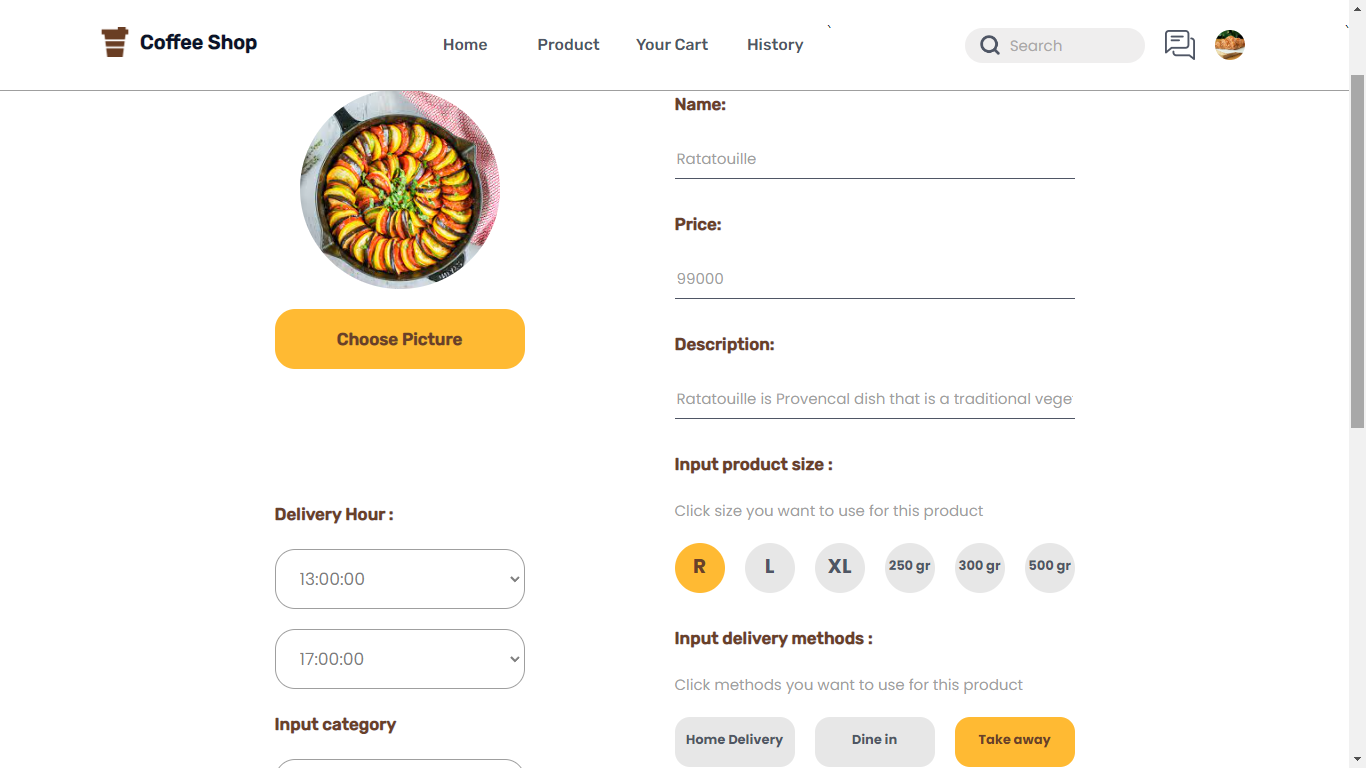 Coffee Shop
Home
Product
Your Cart
History
`
Search
`
Choose Picture
Delivery Hour :
13:00:00
17:00:00
Input category
Name:
Ratatouille
Price:
99000
Description:
Ratatouille is Provencal dish that is a traditional vege
Input product size :
Click size you want to use for this product
R
L
XL
250 gr
300 gr
500 gr
Input delivery methods :
Click methods you want to use for this product
Home Delivery
Dine in
Take away